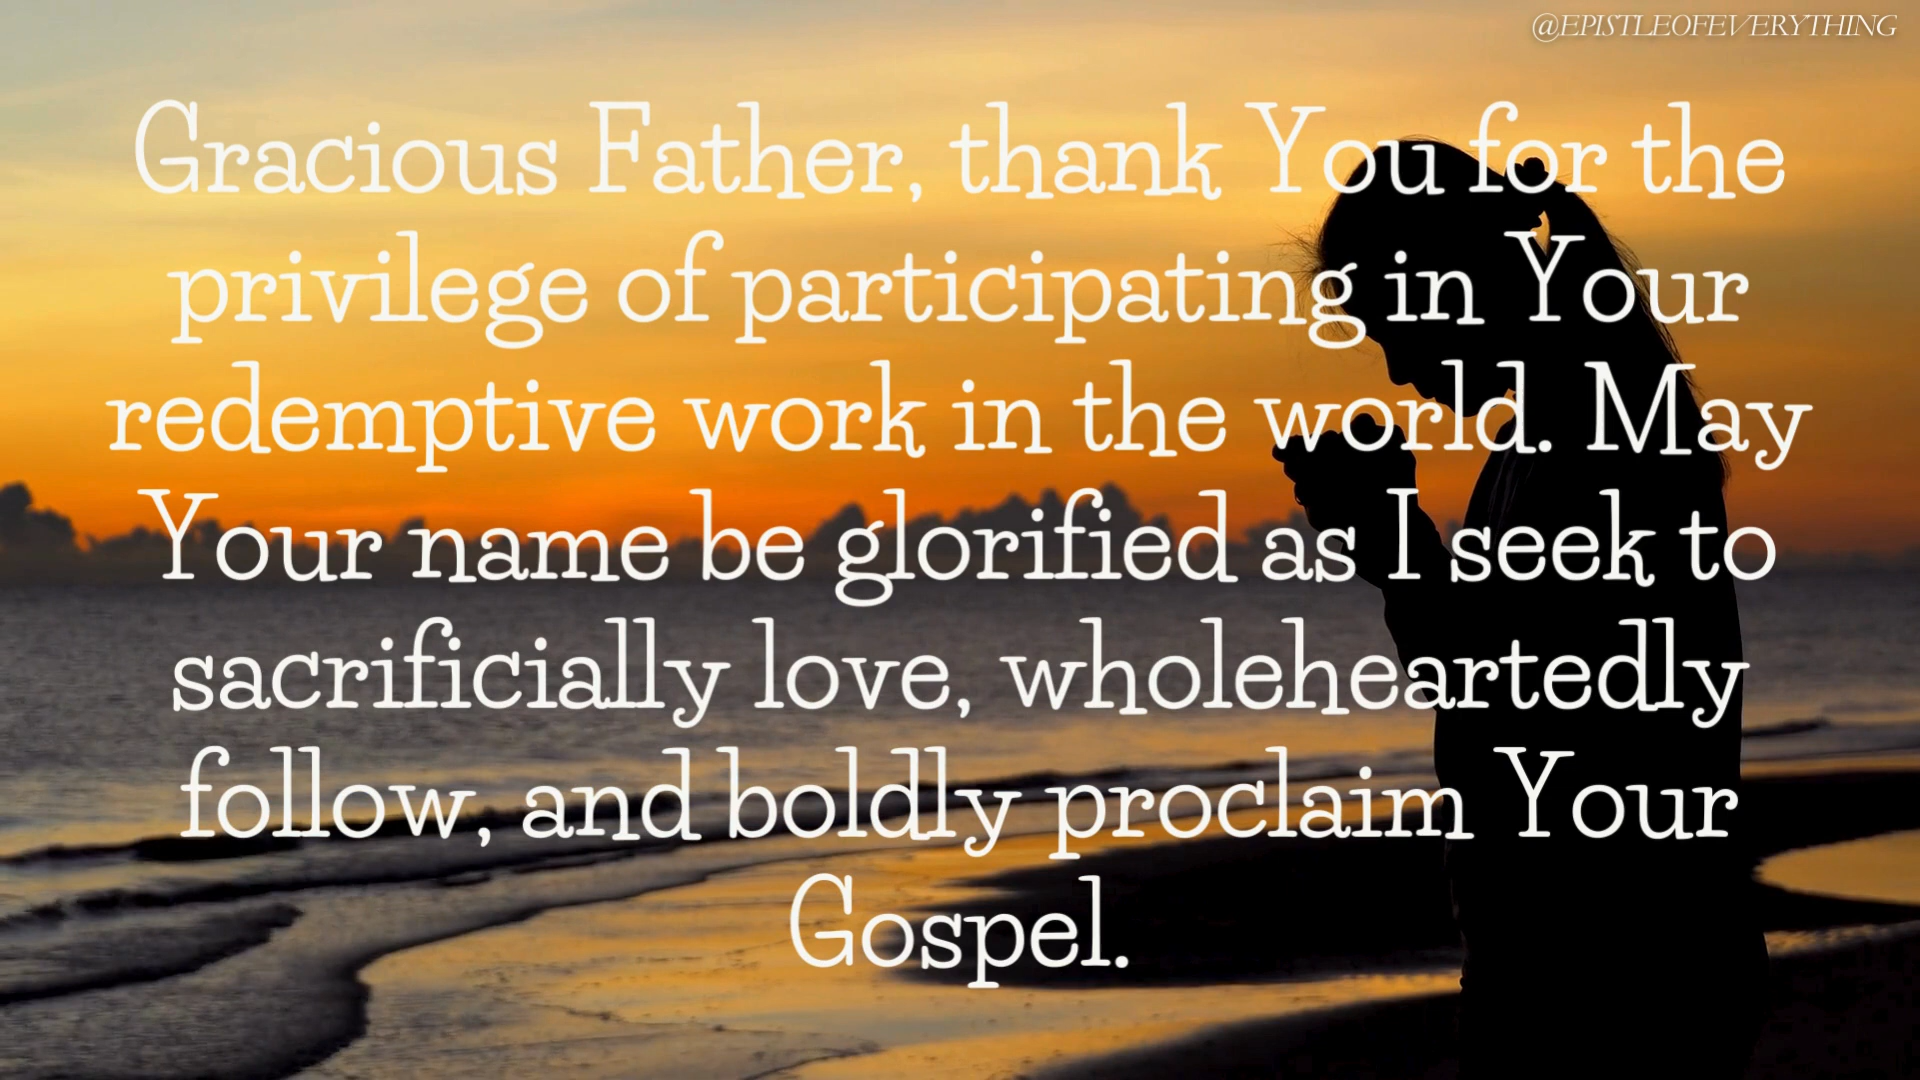 @EPISTLEOFEVERYTHING
Gracious Father, thank You for the
privilege of participating in Your
redemptive work in the world. May
Your name be glorified as I seek to
sacrificially love, wholeheartedly
follow, and boldly proclaim Your
Gospel.